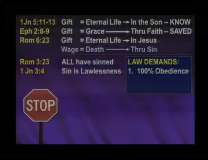 1Jn 5:11-13 Gift = Eternal Life → In the Son – KNOW
Eph 2:8-9 Gift = Grace → Thru Faith – SAVED
Rom 6:23 Gift = Eternal Life → In Jesus
Wage = Death → Thru Sin
Rom 3:23 ALL have sinned
1 Jn 3:4 Sin is Lawlessness
LAW DEMANDS:
1. 100% Obedience
STOP